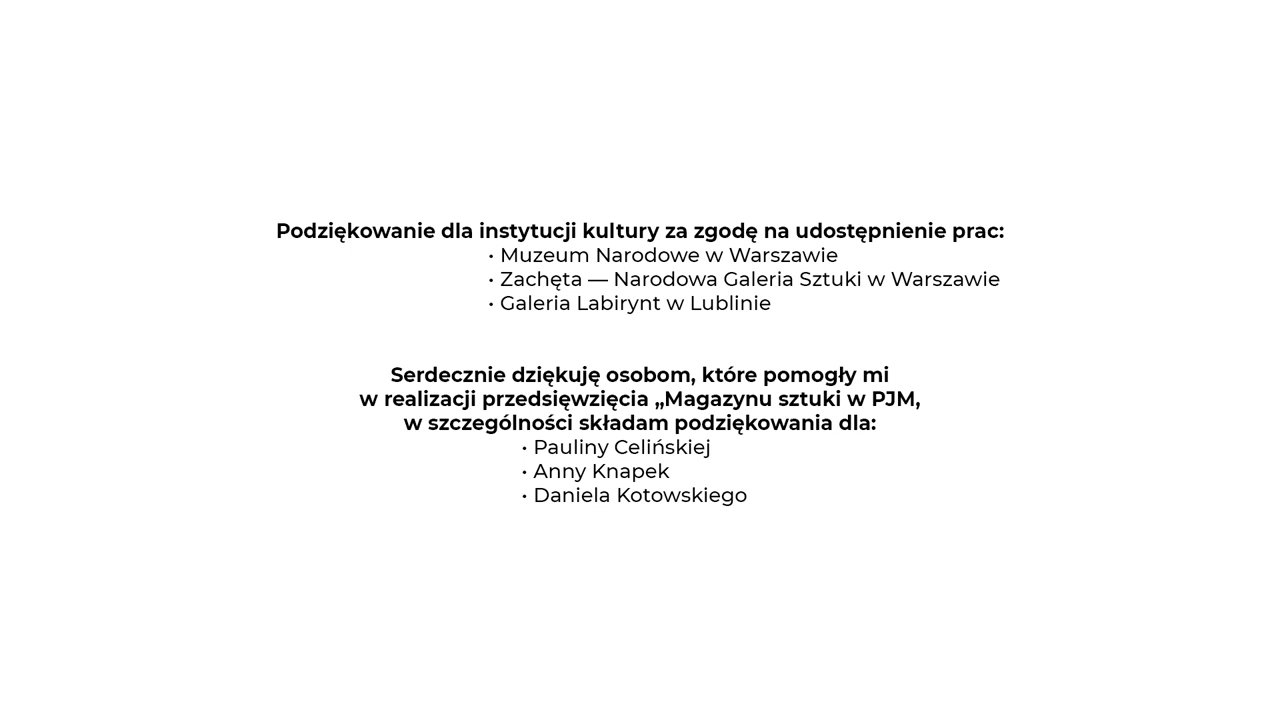 Podziękowanie dla instytucji kultury za zgodę na udostępnienie prac:
• Muzeum Narodowe w Warszawie
• Zachęta — Narodowa Galeria Sztuki w Warszawie
• Galeria Labirynt w Lublinie
Serdecznie dziękuję osobom, które pomogły mi
w realizacji przedsięwzięcia „Magazynu sztuki w PJM,
w szczególności składam podziękowania dla:
• Pauliny Celińskiej
• Anny Knapek
• Daniela Kotowskiego